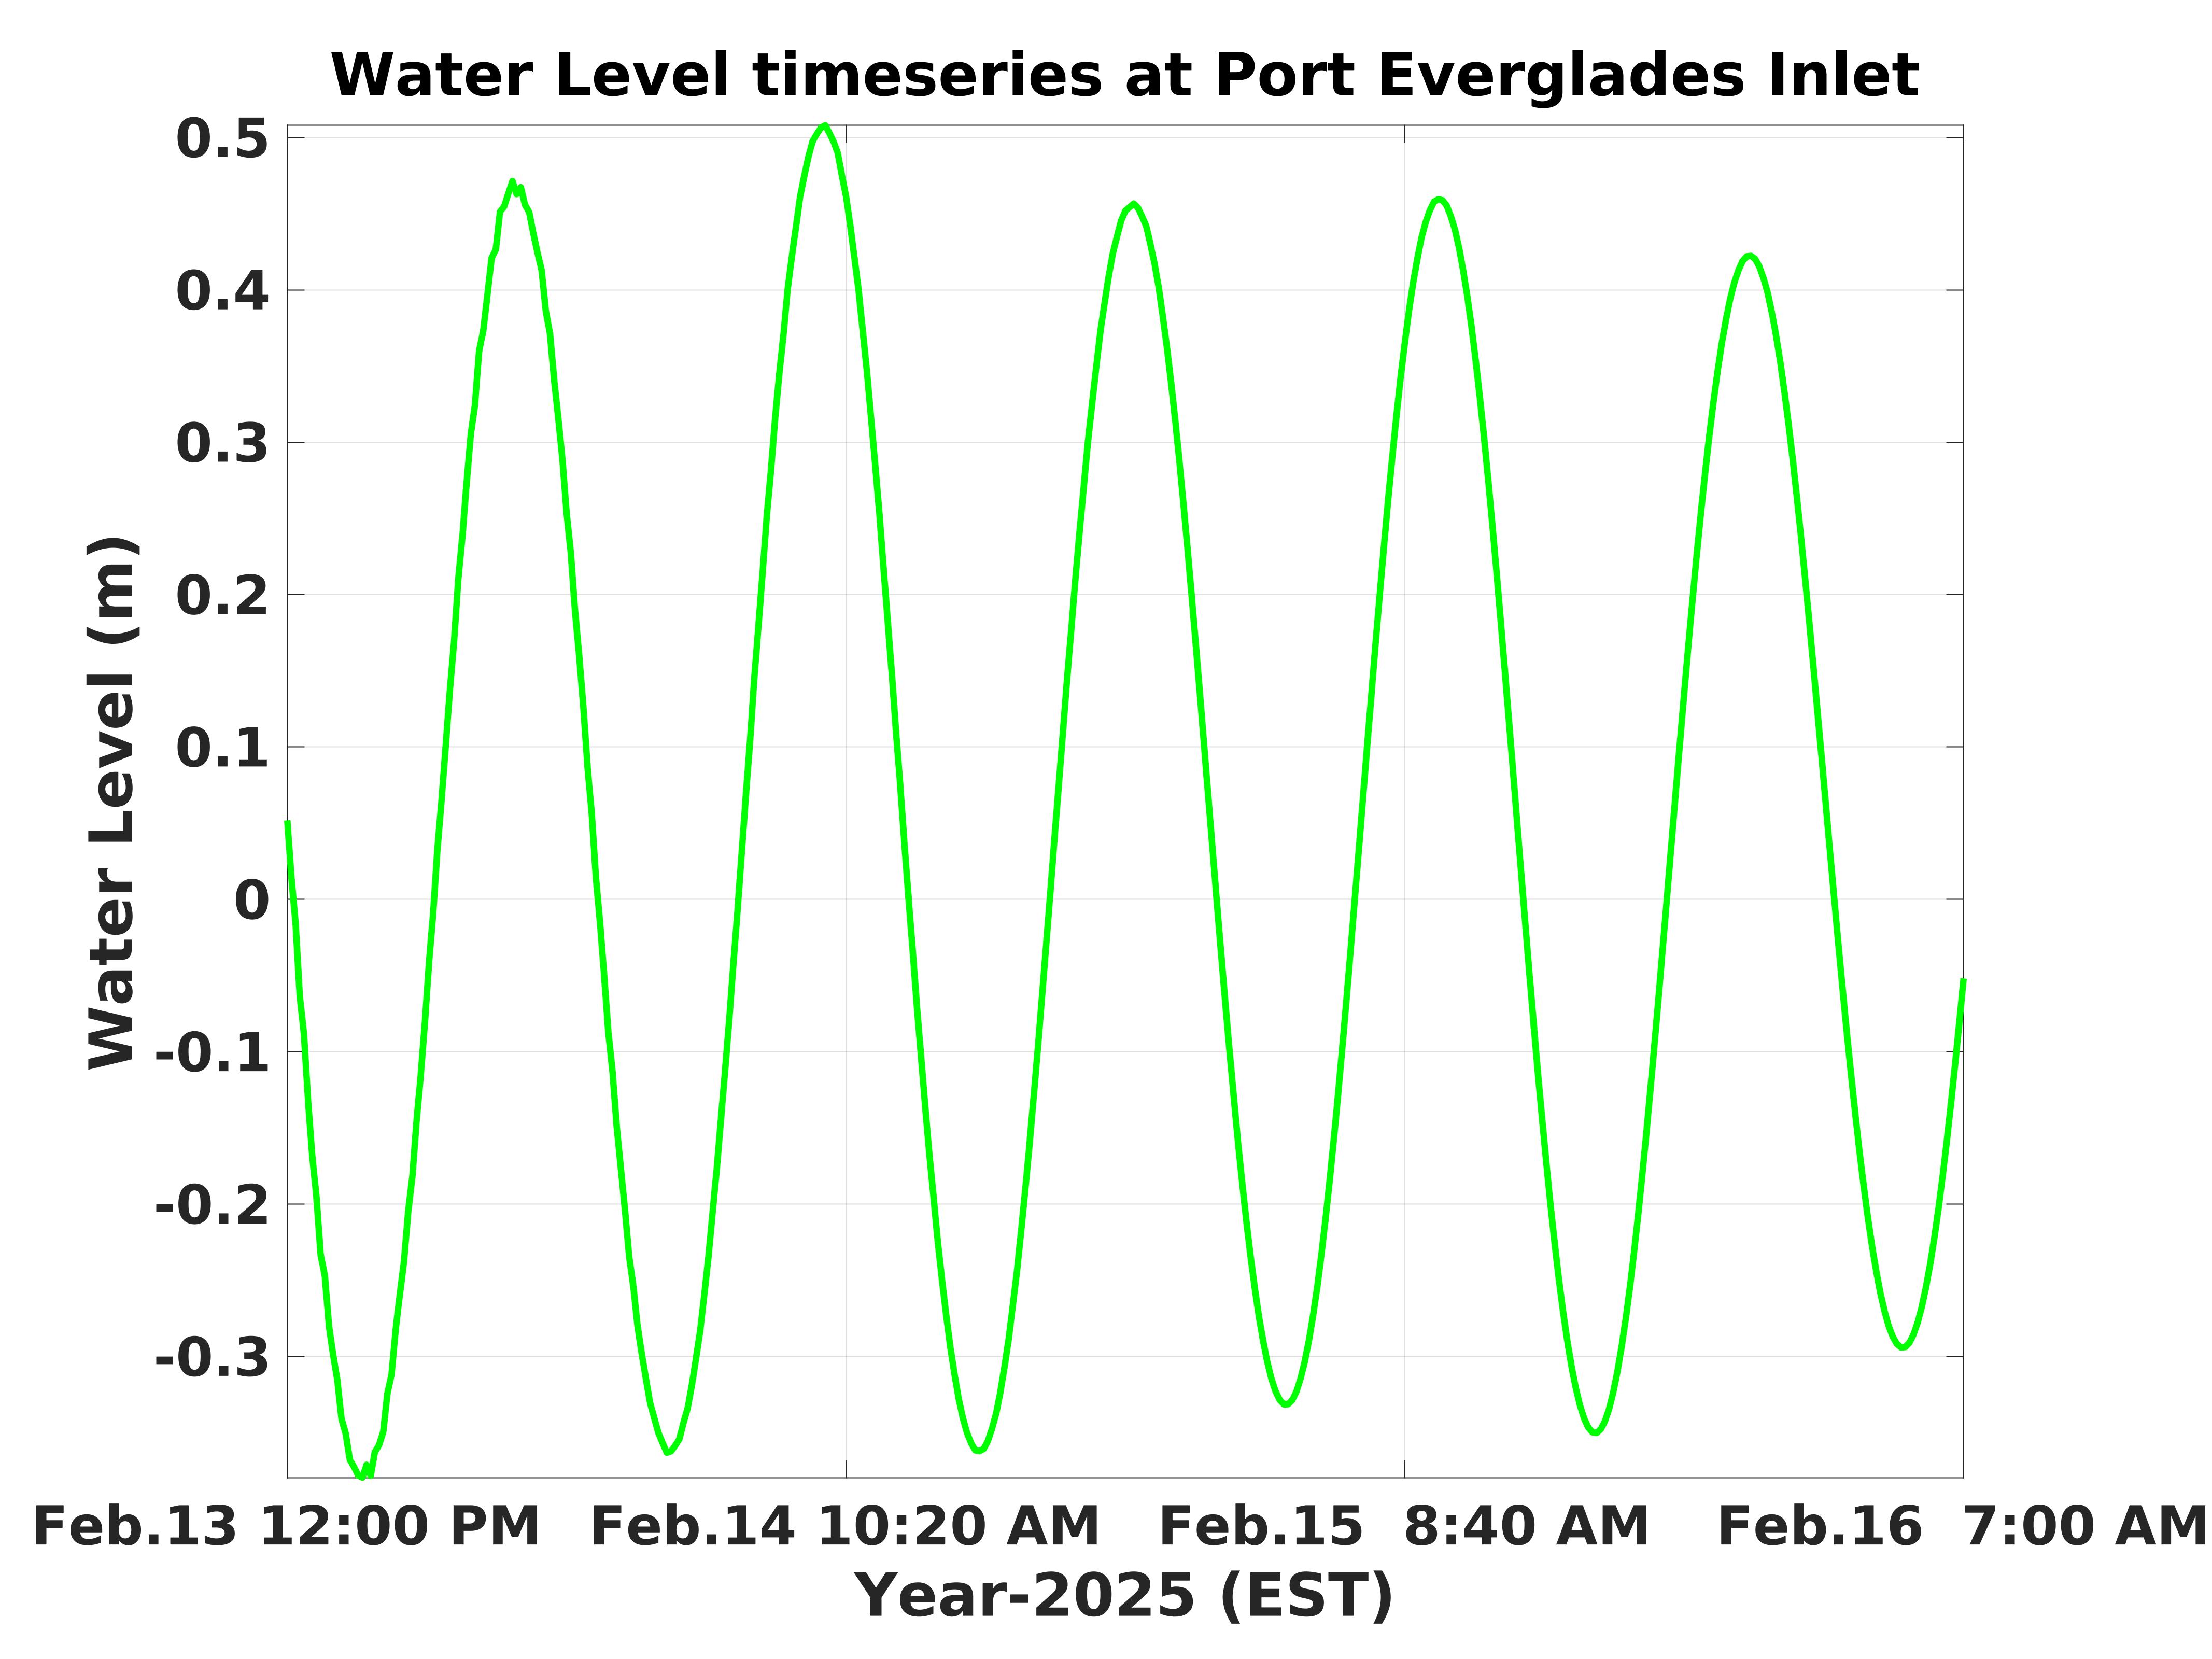 Water Level timeseries at Port Everglades Inlet
0.5
0.4
0.3
0.2
0.1
0
-0.1
-0.2
-0.3
Water Level (m)
Feb.13 12:00 PM Feb.14 10:20 AM Feb.15 8:40 AM Feb.16 7:00 AM
Year-2025 (EST)